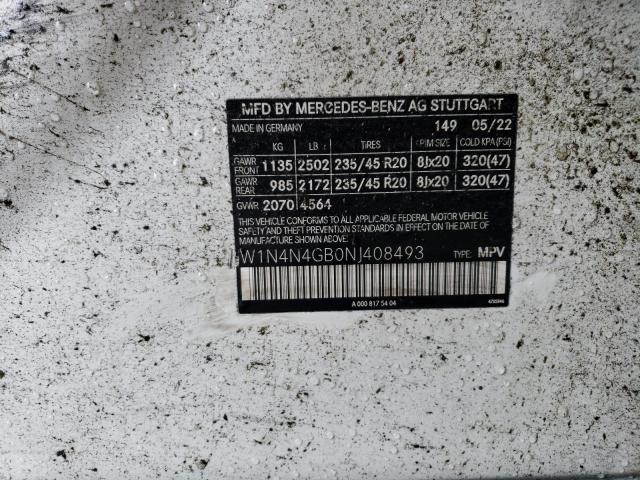 MFD BY MERCEDES-BENZ AG STUTTGART
MADE IN GERMANY 149 05/22
KG LB TIRES RIM SIZE COLD KPA (PSI)
GAWR FRONT 1135 2502 235/45 R20 8Jx20 320(47)
GAWR REAR 985 2172 235/45 R20 8Jx20 320(47)
GVWR 2070 4564
THIS VEHICLE CONFORMS TO ALL APPLICABLE FEDERAL MOTOR VEHICLE
SAFETY AND THEFT PREVENTION STANDARDS IN EFFECT ON THE DATE OF
MANUFACTURE SHOWN ABOVE.
W1N4N4GB0NJ408493 TYPE: MPV
A 000 817 54 04